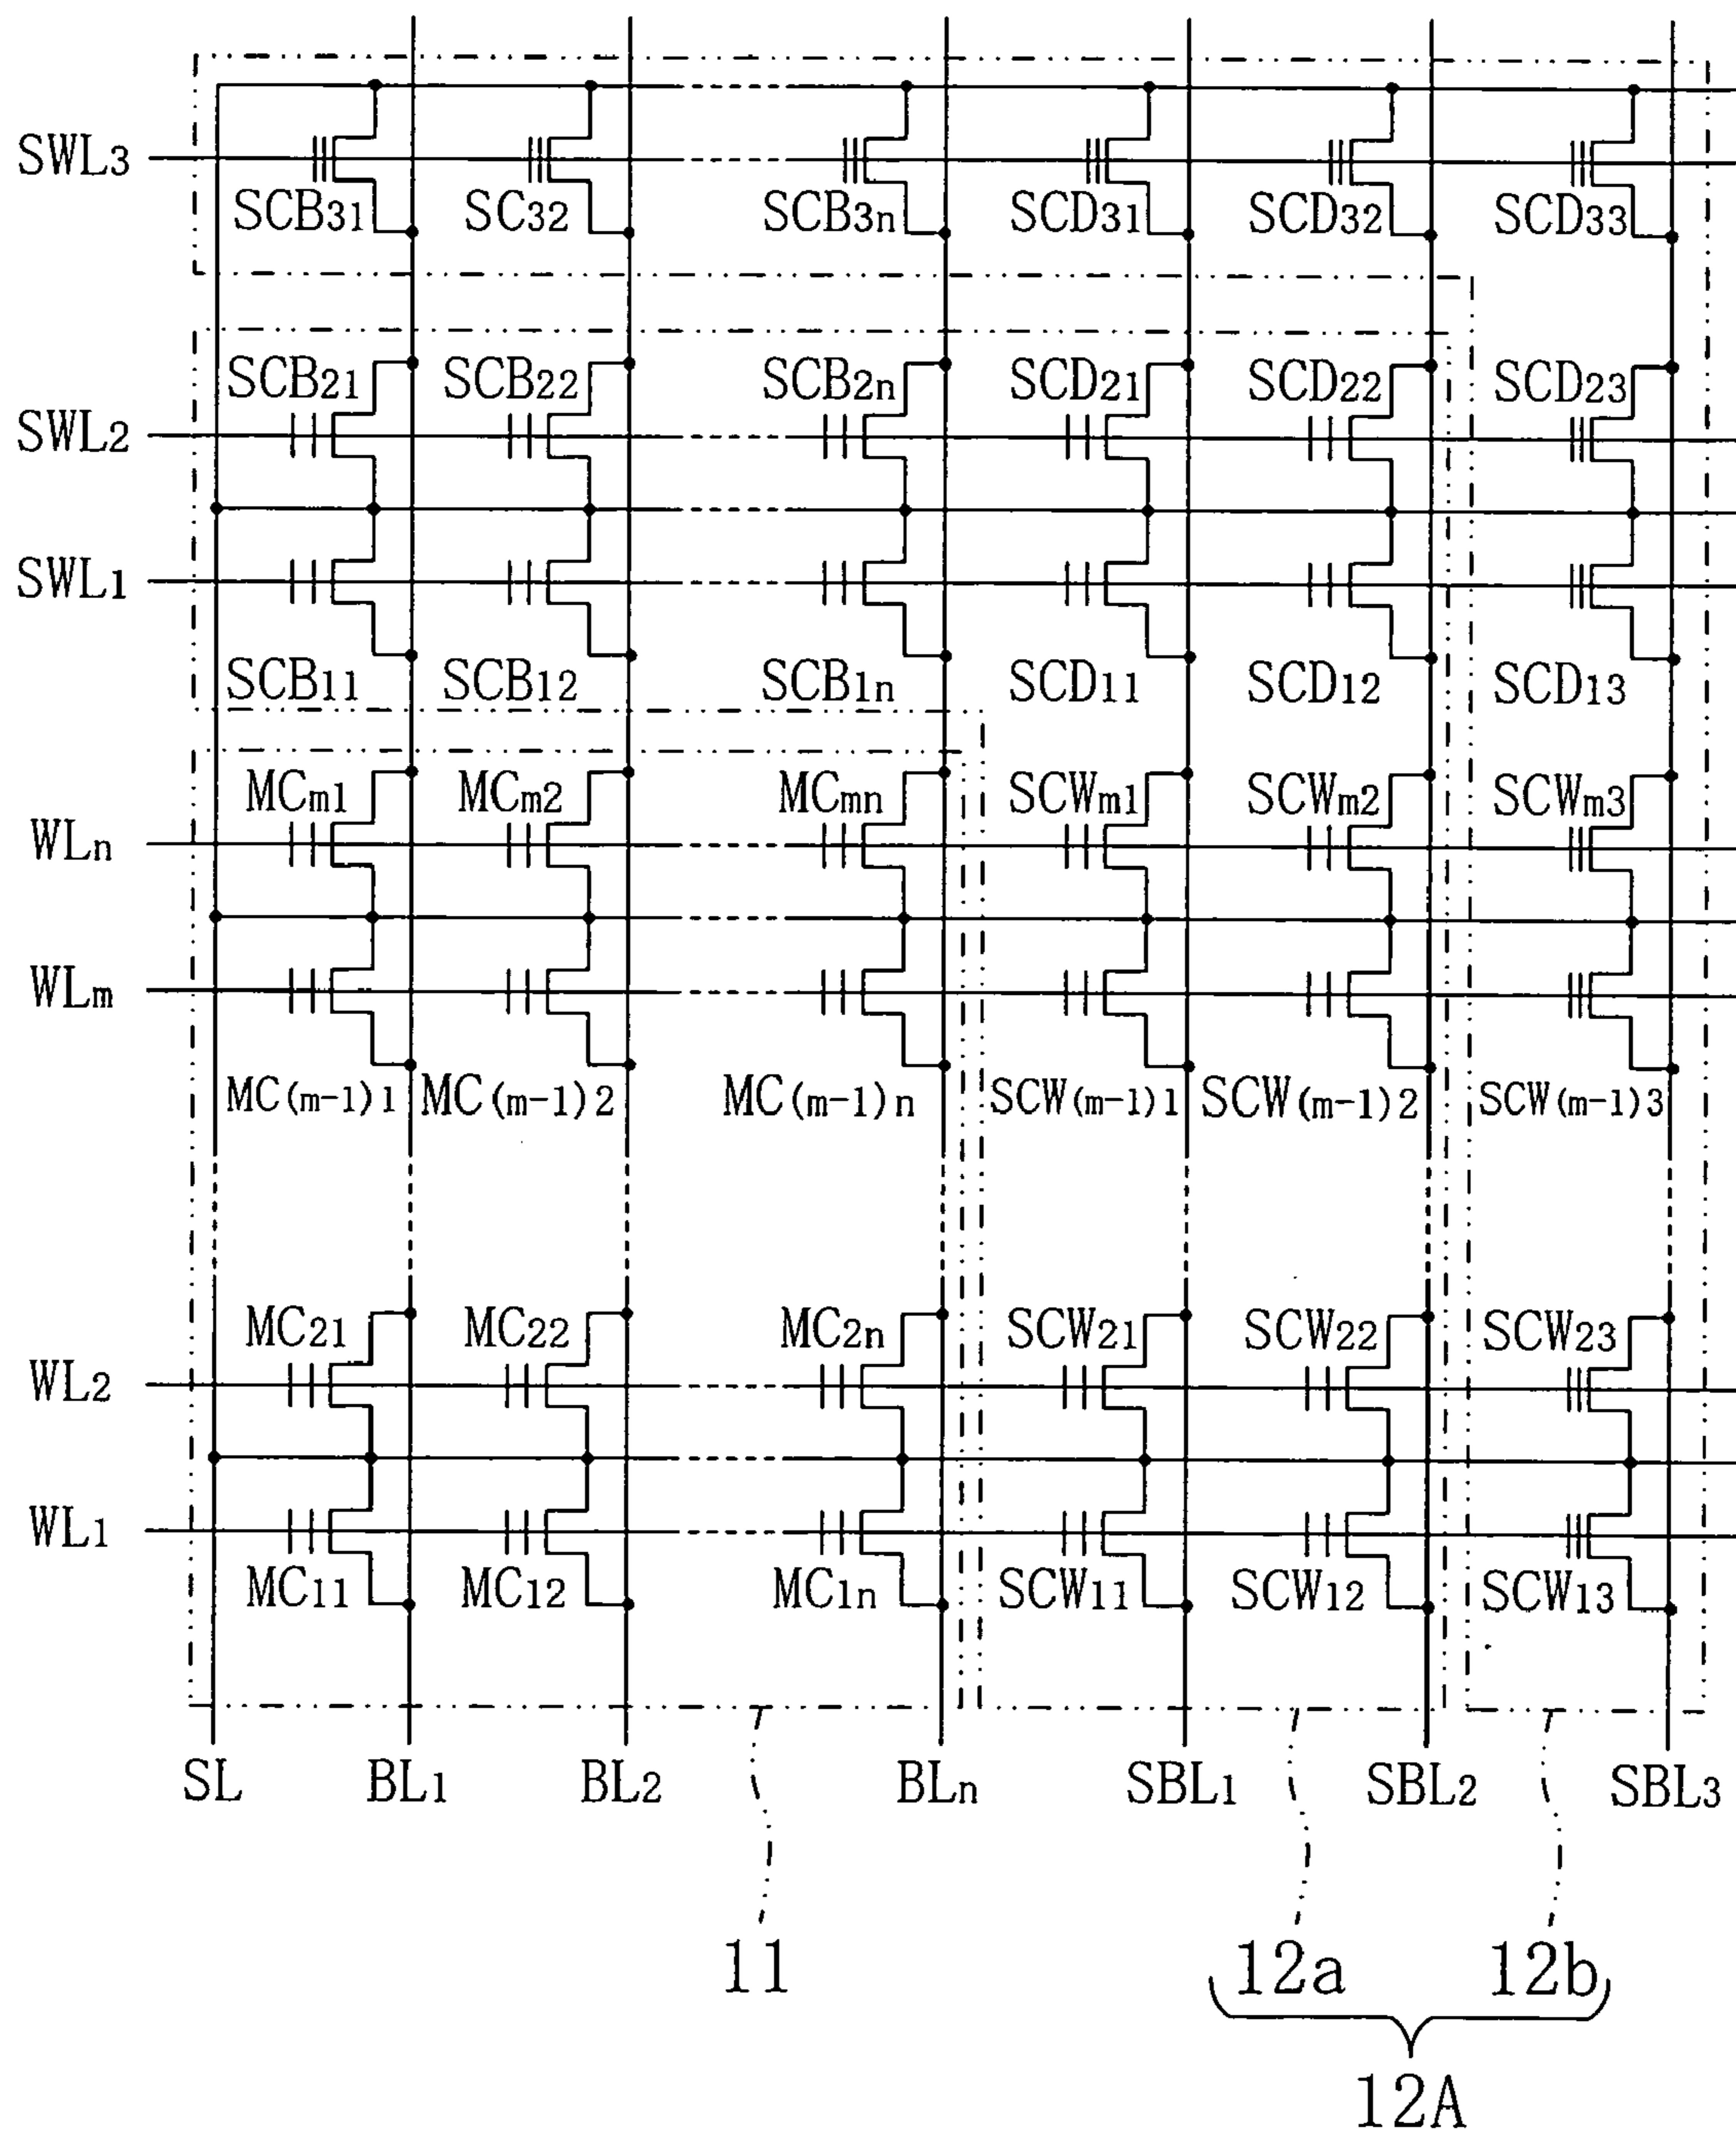 SWL3
SCB31 SC32 SCB3n SCD31 SCD32 SCD33
SCB21 SCB22 SCB2n SCD21 SCD22 SCD23
SWL2
SWL1
SCB11 SCB12 SCB1n SCD11 SCD12 SCD13
MCm1 MCm2 MCmn SCWm1 SCWm2 SCWm3
WLn
WLm
MC(m-1)1 MC(m-1)2 MC(m-1)n SCW(m-1)1 SCW(m-1)2 SCW(m-1)3
MC21 MC22 MC2n SCW21 SCW22 SCW23
WL2
WL1
MC11 MC12 MC1n SCW11 SCW12 SCW13
SL BL1 BL2 BLn SBL1 SBL2 SBL3
11 12a 12b
12A